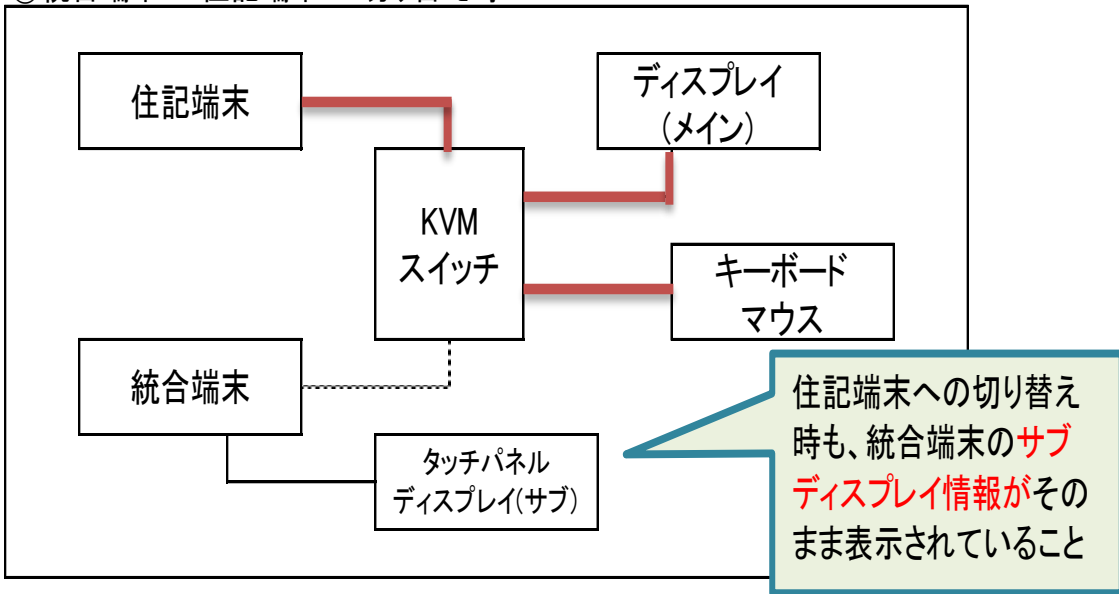 住記端末
ディスプレイ
(メイン)
KVM
スイッチ
キーボード
マウス
統合端末
タッチパネル
ディスプレイ(サブ)
住記端末への切り替え
時も、統合端末のサブ
ディスプレイ情報がその
まま表示されていること